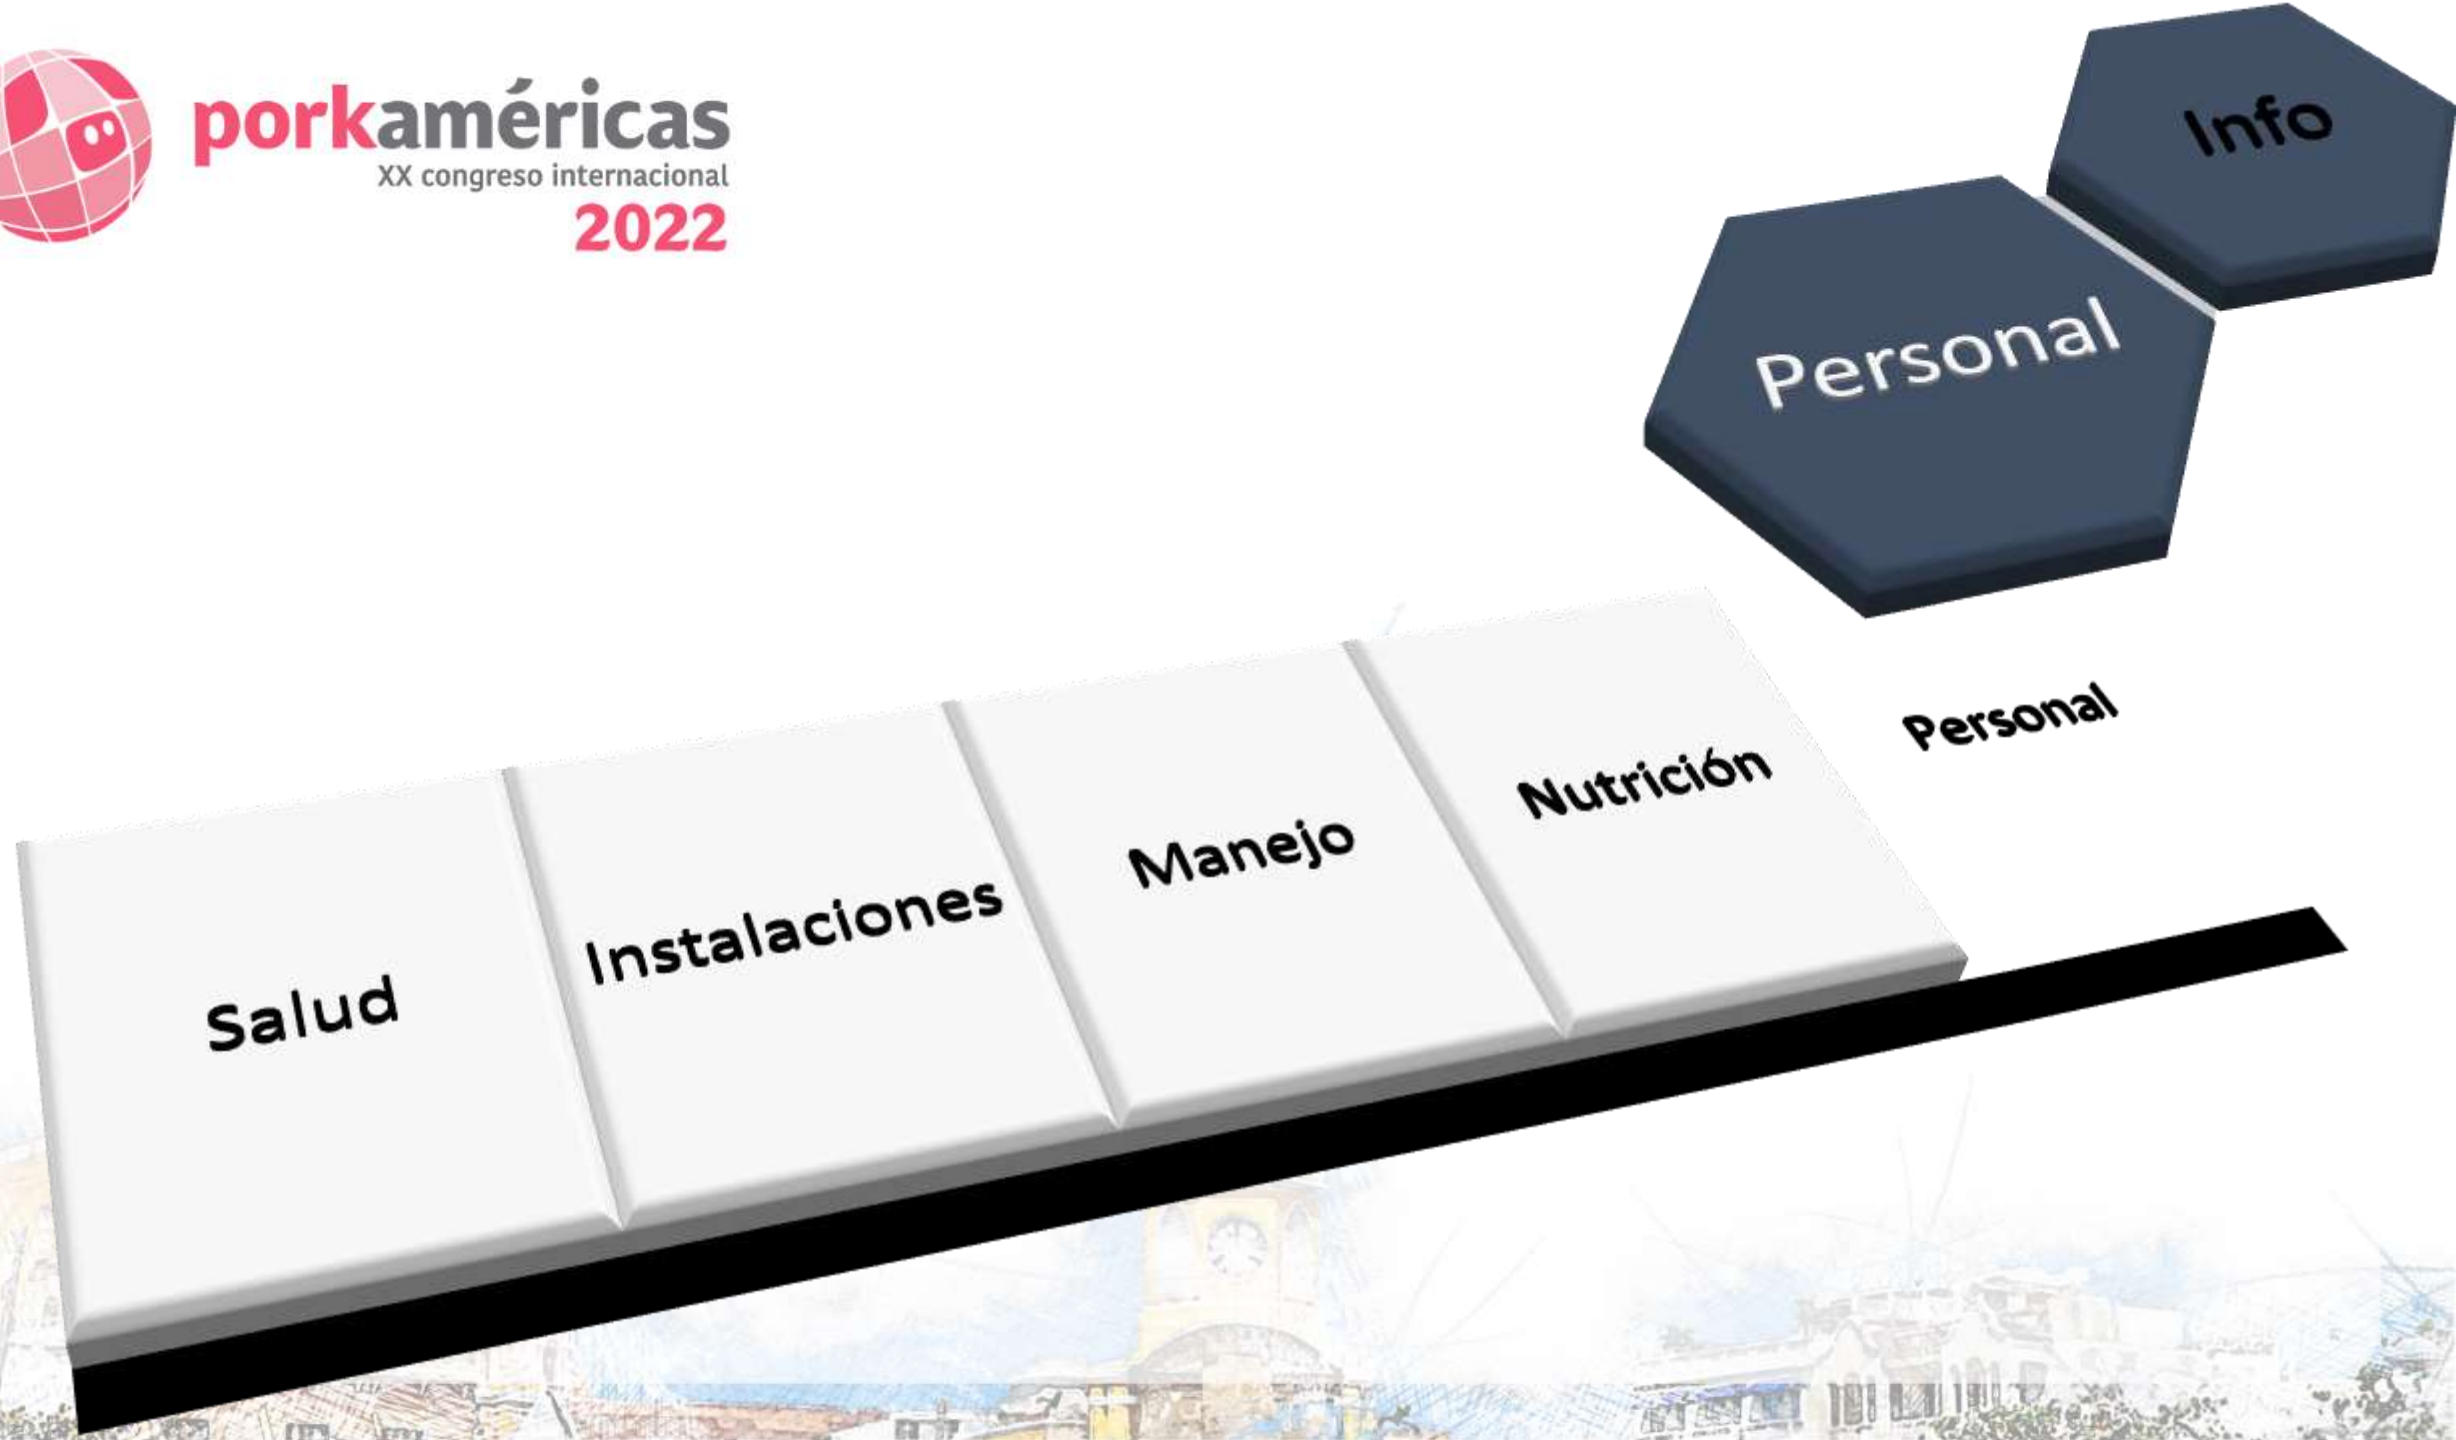 porkaméricas
XX congreso internacional
2022
Info
Personal
Personal
Nutrición
Manejo
Instalaciones
Salud